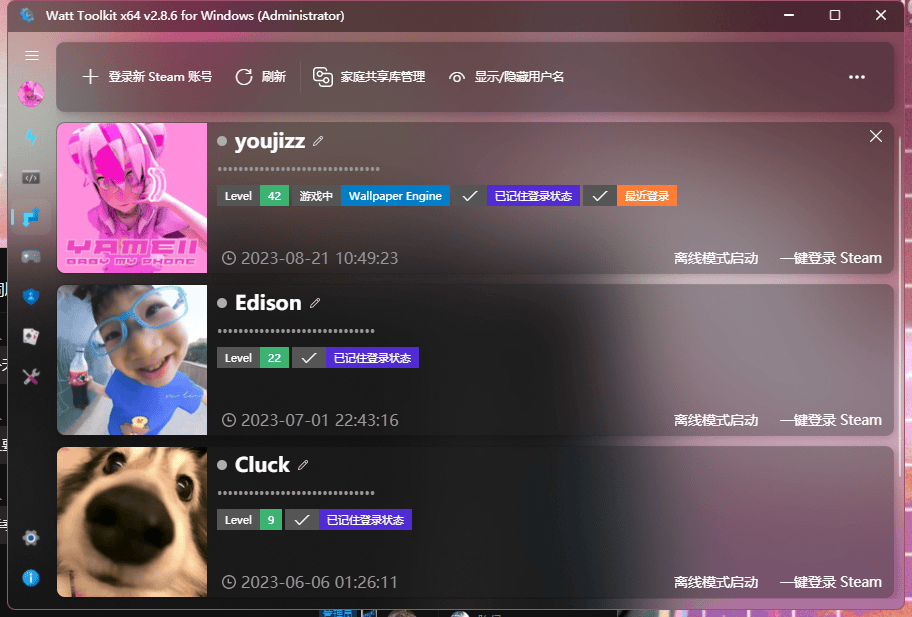 Watt Toolkit x64 v2.8.6 for Windows (Administrator)
登录新 Steam 账号 刷新 家庭共享库管理 显示/隐藏用户名
youjizz
Level 42 游戏中 Wallpaper Engine 已记住登录状态 最近登录
YAMEII
BABY MY PHONE
2023-08-21 10:49:23 离线模式启动 一键登录 Steam
Edison
Level 22 已记住登录状态
2023-07-01 22:43:16 离线模式启动 一键登录 Steam
Cluck
Level 9 已记住登录状态
2023-06-06 01:26:11 离线模式启动 一键登录 Steam
管理员